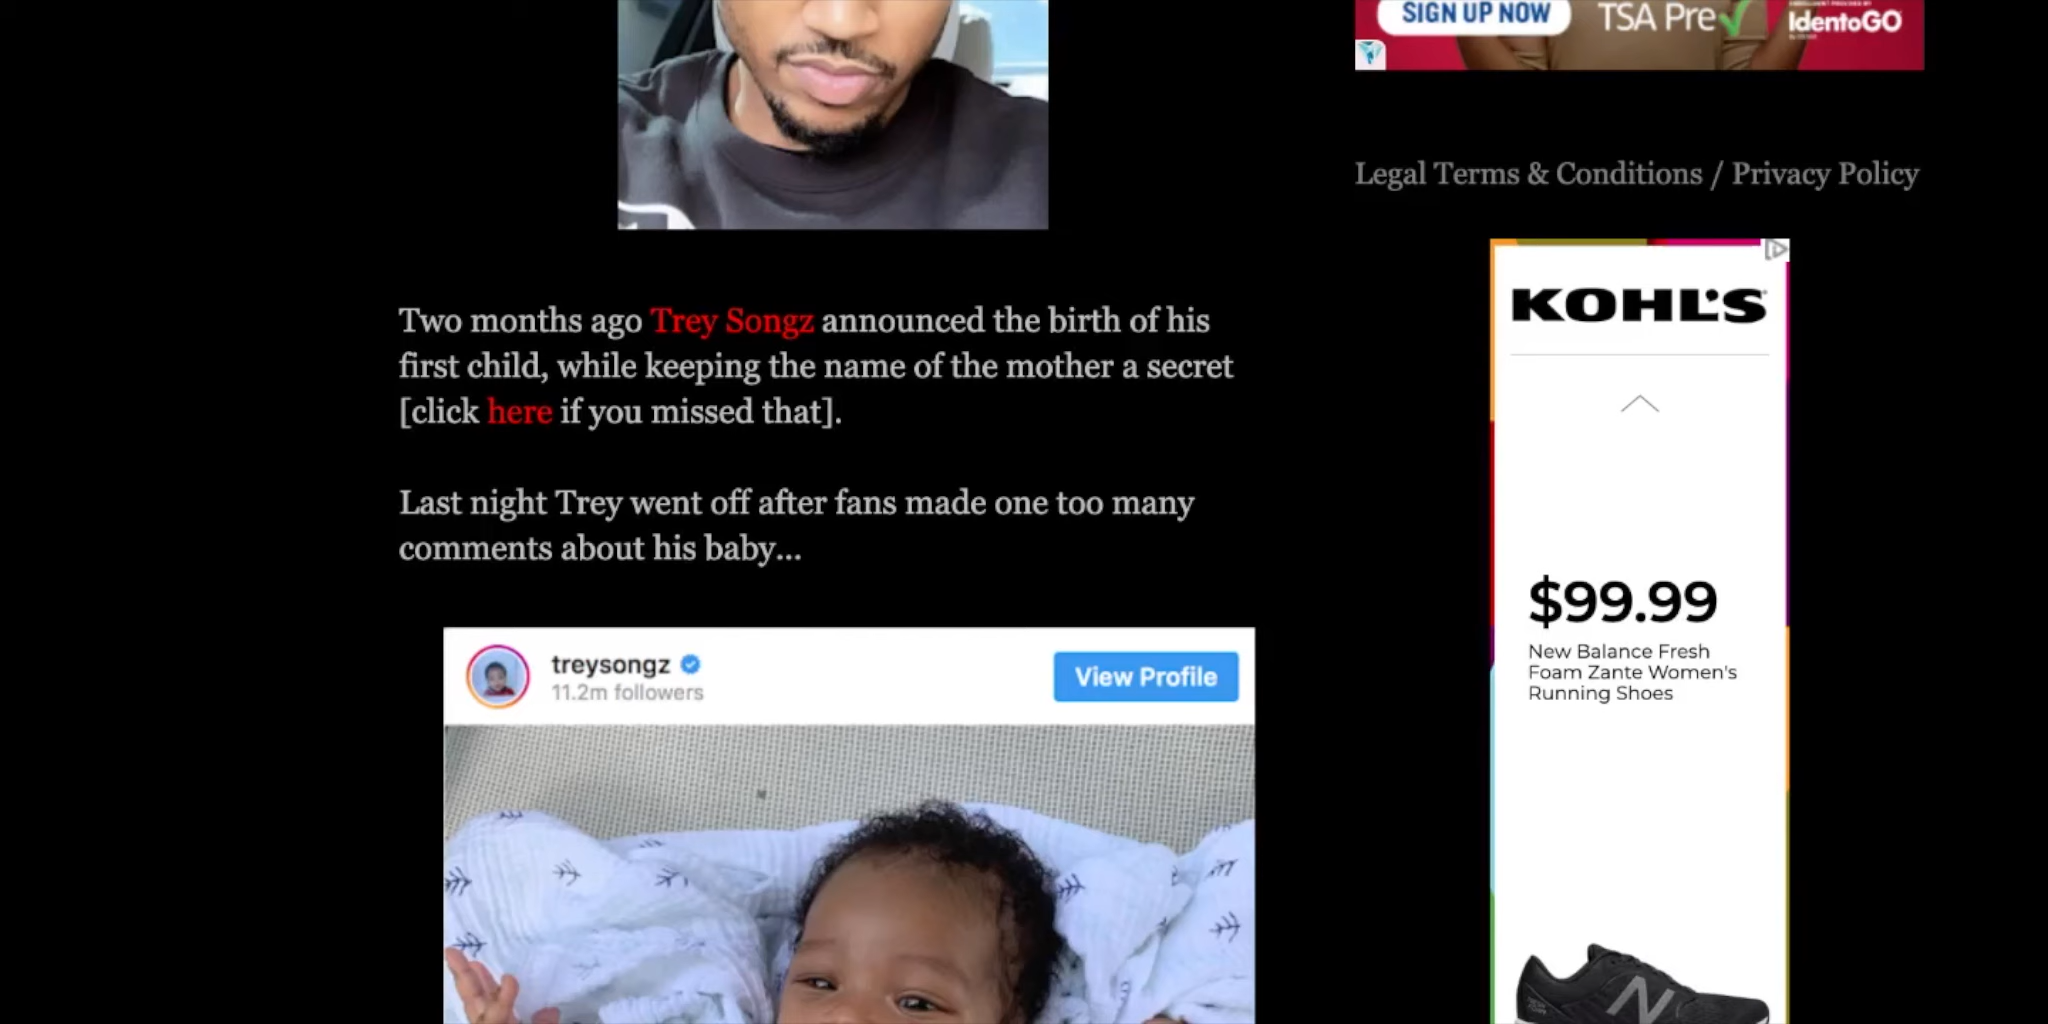 SIGN UP NOW
TSA Pre✓
IdentoGO
Legal Terms & Conditions / Privacy Policy
Two months ago Trey Songz announced the birth of his
first child, while keeping the name of the mother a secret
[click here if you missed that].
Last night Trey went off after fans made one too many
comments about his baby...
treysongz
11.2m followers
View Profile
KOHL'S
$99.99
New Balance Fresh
Foam Zante Women's
Running Shoes
N